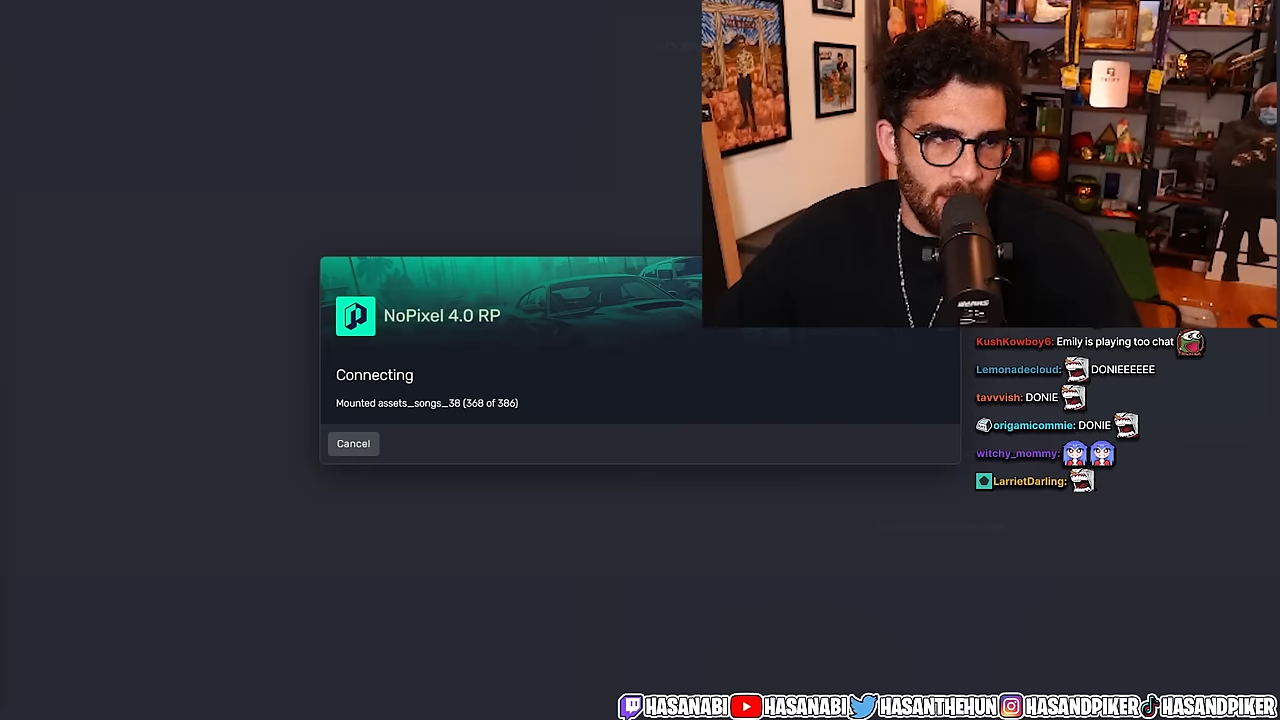 NoPixel 4.0 RP
Connecting
Mounted assets_songs_38 (368 of 386)
Cancel
KushKowboy6: Emily is playing too chat
Lemonadecloud: DONIEEEEEE
tavvvish: DONIE
origamicommie: DONIE
witchy_mommy:
LarrietDarling:
HASANABI HASANABI HASANTHEHUN HASANDPIKER HASANDPIKER